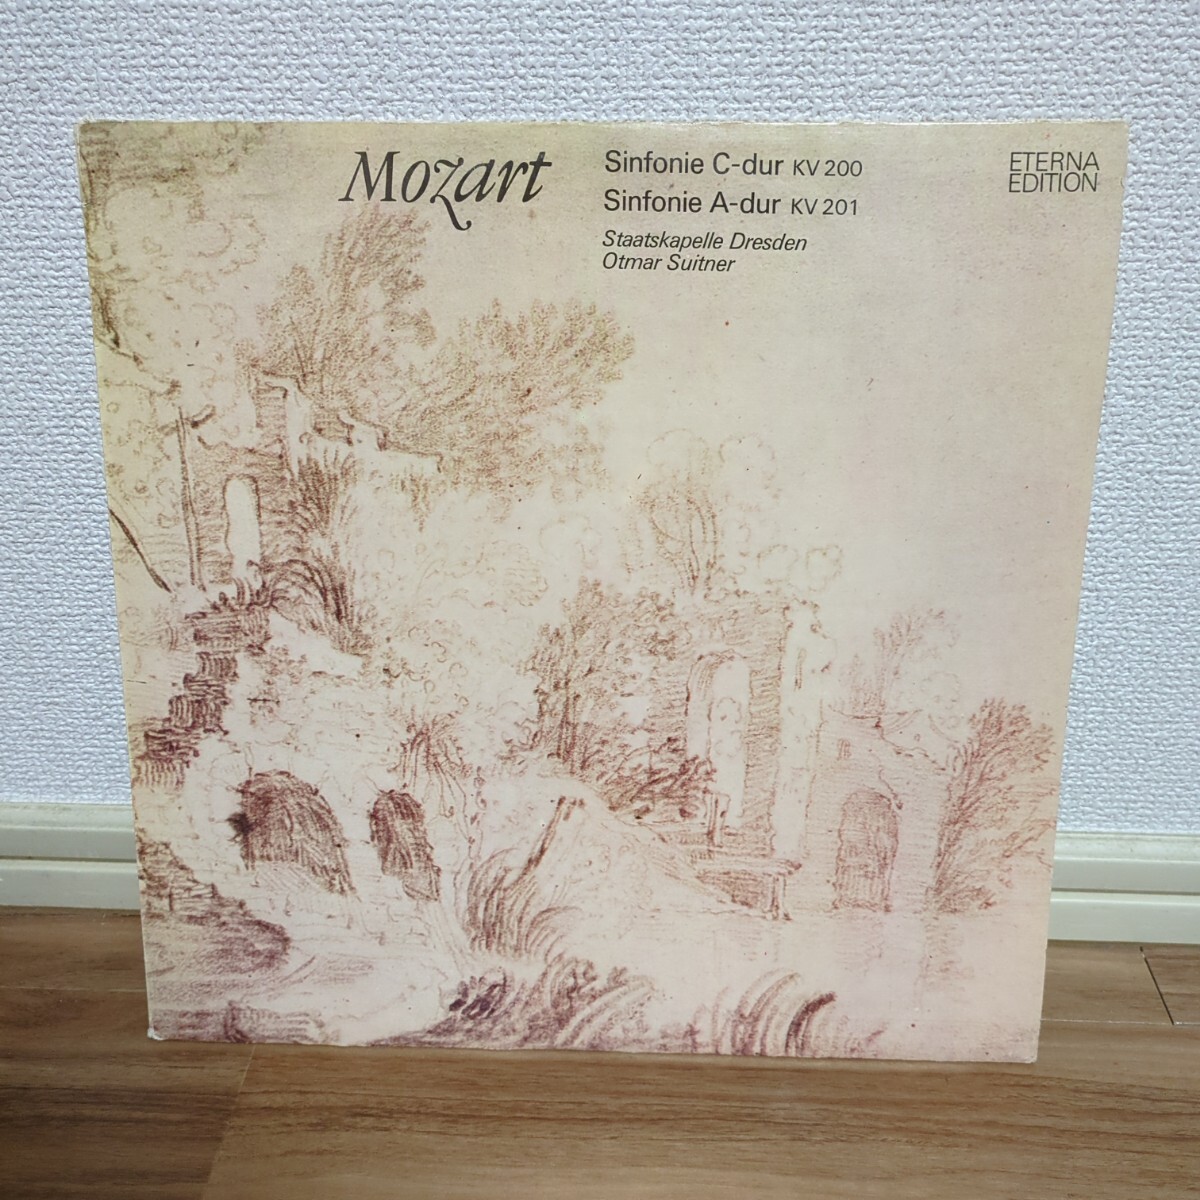 Mozart
Sinfonie C-dur KV 200
Sinfonie A-dur KV 201
Staatskapelle Dresden
Otmar Suitner
ETERNA
EDITION